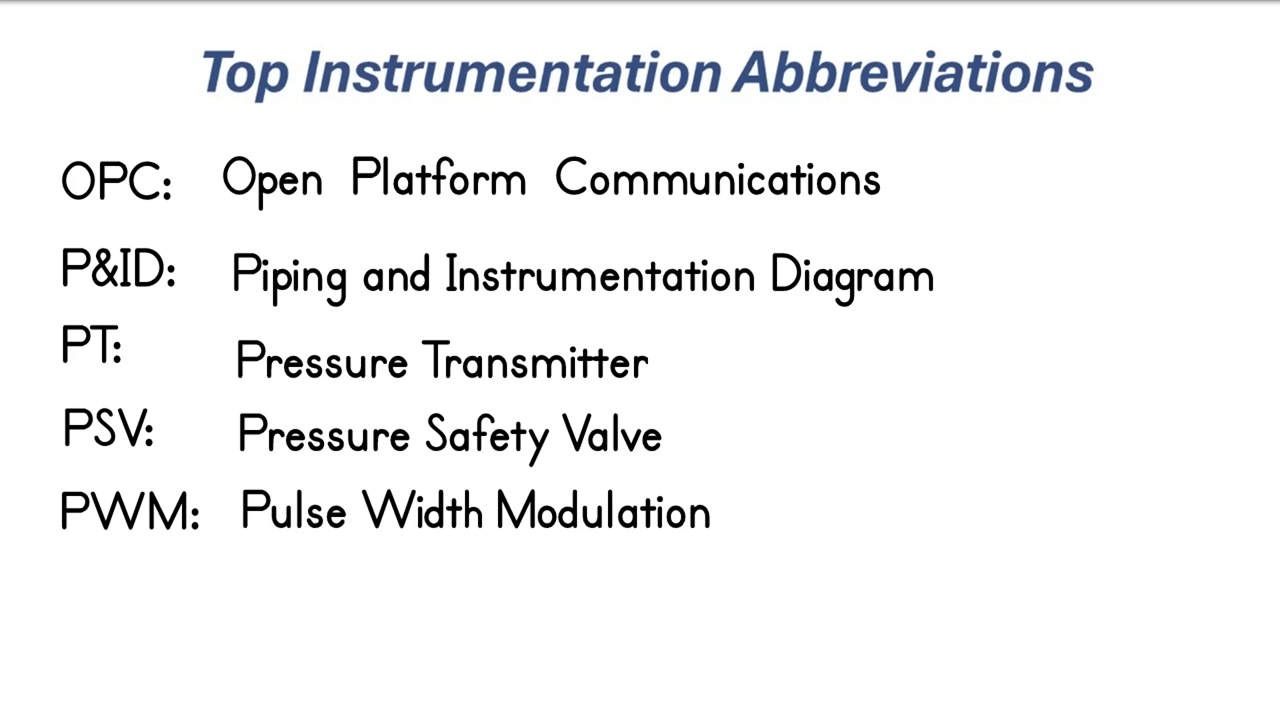 Top Instrumentation Abbreviations
OPC: Open Platform Communications
P&ID: Piping and Instrumentation Diagram
PT: Pressure Transmitter
PSV: Pressure Safety Valve
PWM: Pulse Width Modulation